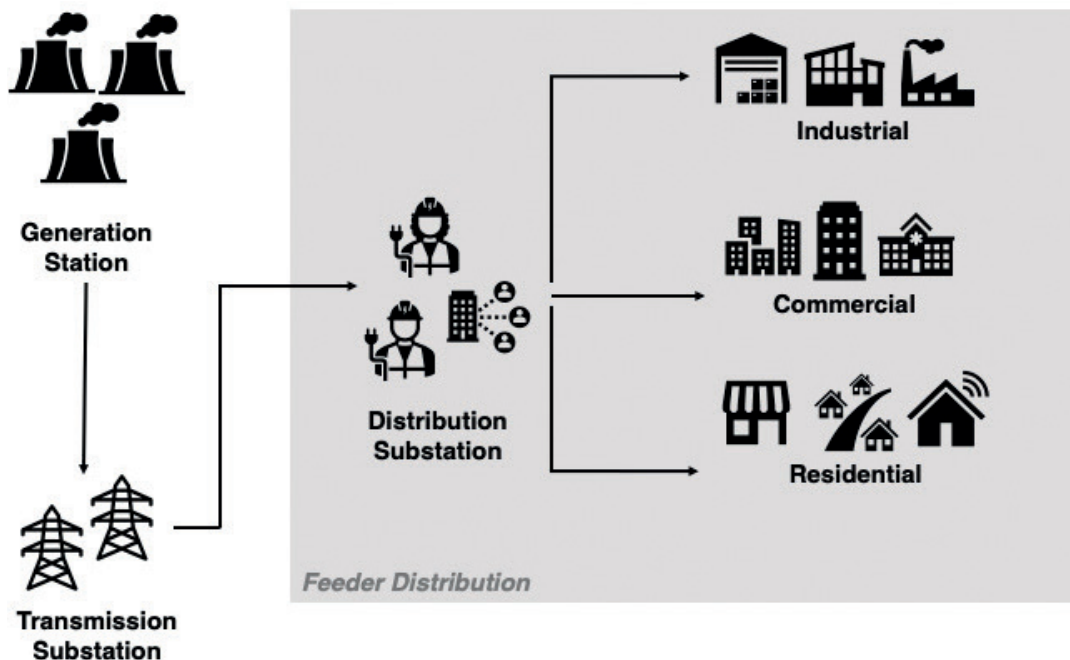 Generation
Station
Transmission
Substation
Distribution
Substation
Industrial
Commercial
Residential
Feeder Distribution